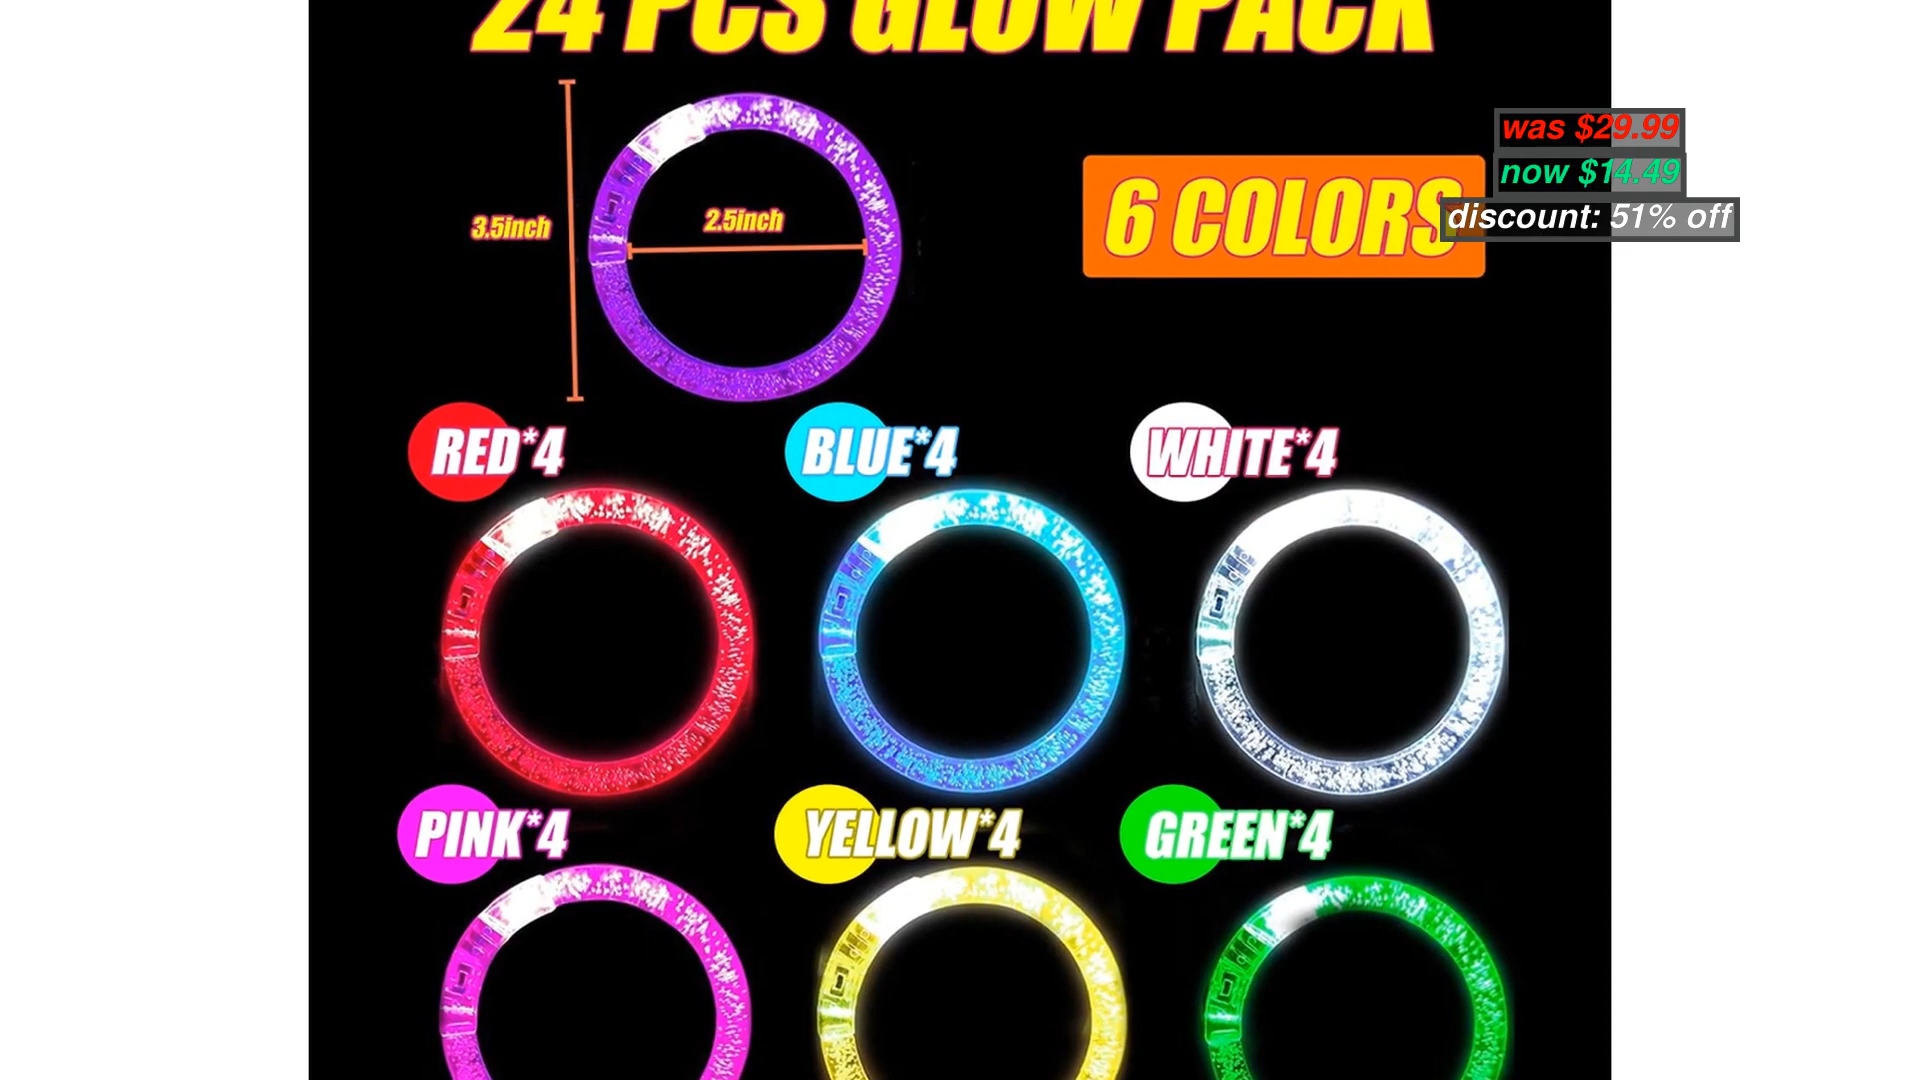 24 PCS GLOW PACK
3.5inch
2.5inch
6 COLORS
was $29.99
now $14.49
discount: 51% off
RED*4
BLUE*4
WHITE*4
PINK*4
YELLOW*4
GREEN*4